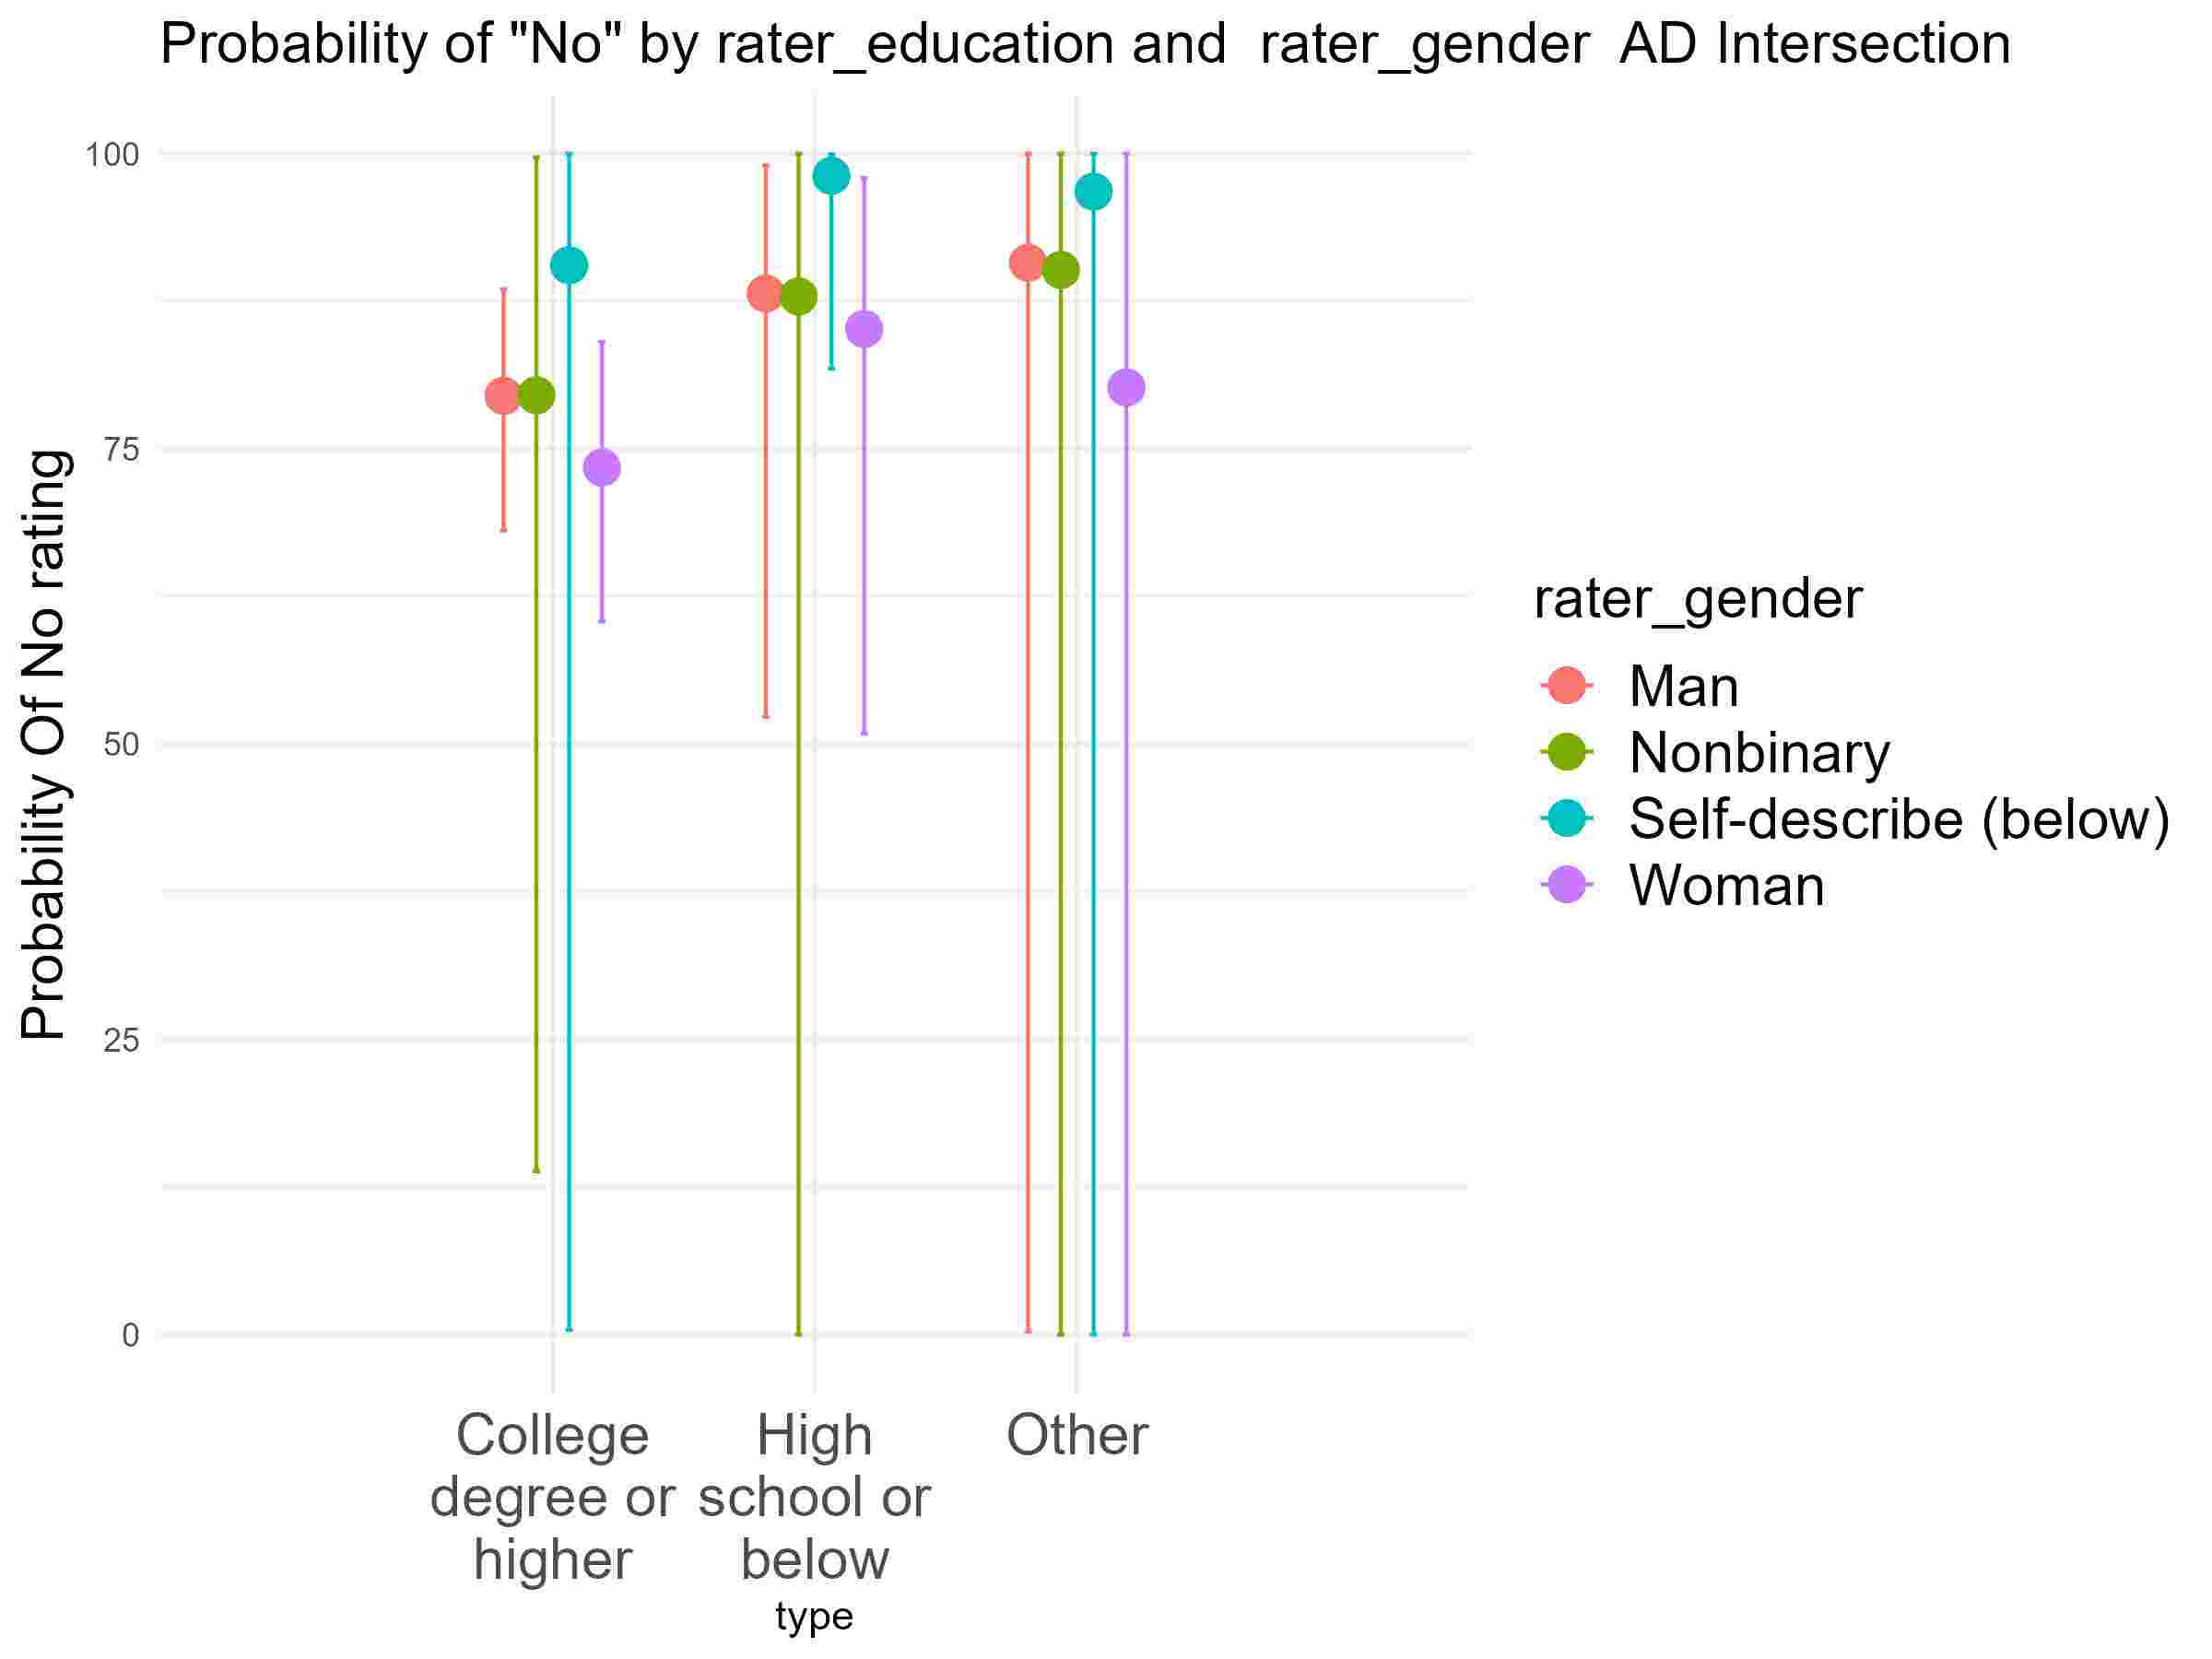 Probability of "No" by rater_education and  rater_gender  AD Intersection
Probability Of No rating
100
75
50
25
0
College
degree or
higher
High
school or
below
Other
type
rater_gender
Man
Nonbinary
Self-describe (below)
Woman